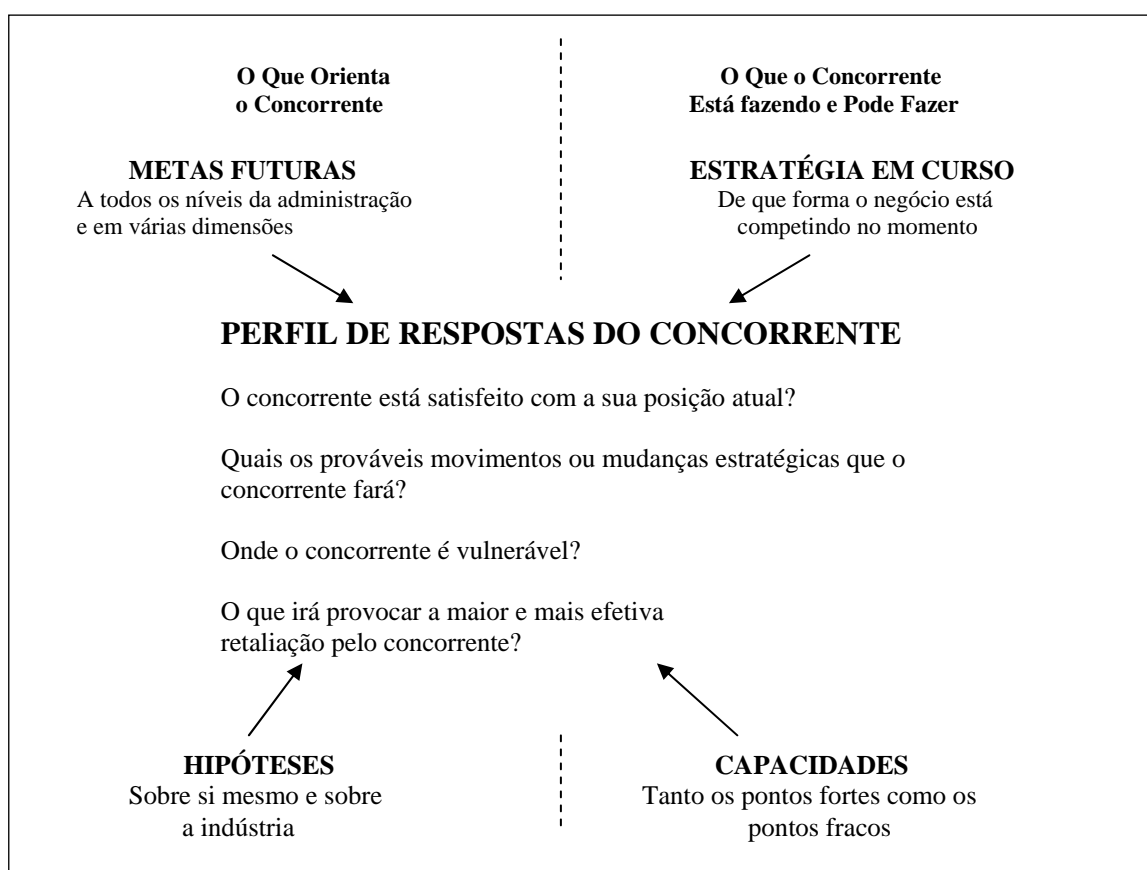 O Que Orienta
o Concorrente
O Que o Concorrente
Está fazendo e Pode Fazer
METAS FUTURAS
A todos os níveis da administração
e em várias dimensões
ESTRATÉGIA EM CURSO
De que forma o negócio está
competindo no momento
PERFIL DE RESPOSTAS DO CONCORRENTE
O concorrente está satisfeito com a sua posição atual?
Quais os prováveis movimentos ou mudanças estratégicas que o
concorrente fará?
Onde o concorrente é vulnerável?
O que irá provocar a maior e mais efetiva
retaliação pelo concorrente?
HIPÓTESES
Sobre si mesmo e sobre
a indústria
CAPACIDADES
Tanto os pontos fortes como os
pontos fracos